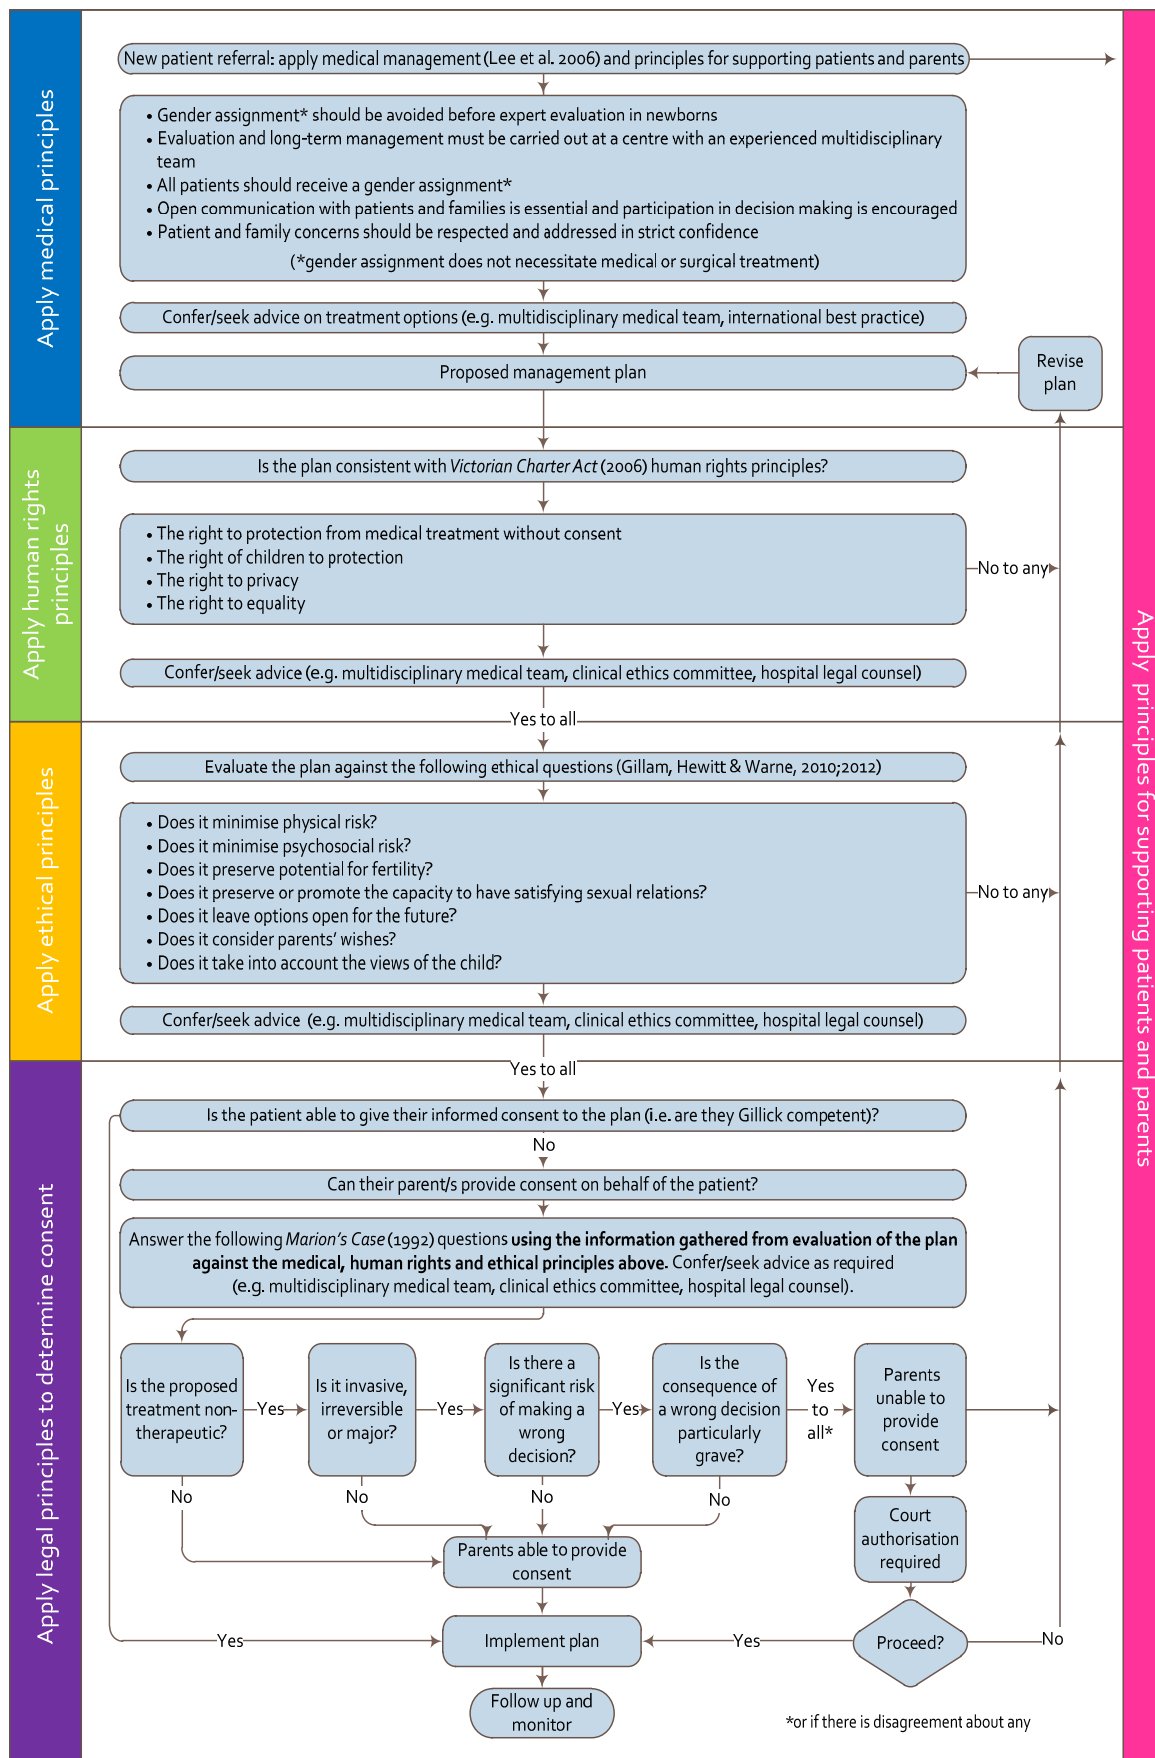 Apply medical principles
New patient referral: apply medical management (Lee et al. 2006) and principles for supporting patients and parents
• Gender assignment* should be avoided before expert evaluation in newborns
• Evaluation and long-term management must be carried out at a centre with an experienced multidisciplinary
team
• All patients should receive a gender assignment*
• Open communication with patients and families is essential and participation in decision making is encouraged
• Patient and family concerns should be respected and addressed in strict confidence
(*gender assignment does not necessitate medical or surgical treatment)
Confer/seek advice on treatment options (e.g. multidisciplinary medical team, international best practice)
Proposed management plan
Revise
plan
Apply human rights
principles
Is the plan consistent with Victorian Charter Act (2006) human rights principles?
• The right to protection from medical treatment without consent
• The right of children to protection
• The right to privacy
• The right to equality
No to any
Confer/seek advice (e.g. multidisciplinary medical team, clinical ethics committee, hospital legal counsel)
Yes to all
Apply ethical principles
Evaluate the plan against the following ethical questions (Gillam, Hewitt & Warne, 2010;2012)
• Does it minimise physical risk?
• Does it minimise psychosocial risk?
• Does it preserve potential for fertility?
• Does it preserve or promote the capacity to have satisfying sexual relations?
• Does it leave options open for the future?
• Does it consider parents' wishes?
• Does it take into account the views of the child?
No to any
Confer/seek advice (e.g. multidisciplinary medical team, clinical ethics committee, hospital legal counsel)
Yes to all
Apply legal principles to determine consent
Is the patient able to give their informed consent to the plan (i.e. are they Gillick competent)?
No
Can their parent/s provide consent on behalf of the patient?
Answer the following Marion's Case (1992) questions using the information gathered from evaluation of the plan
against the medical, human rights and ethical principles above. Confer/seek advice as required
(e.g. multidisciplinary medical team, clinical ethics committee, hospital legal counsel).
Is the proposed
treatment non-
therapeutic?
Yes
Is it invasive,
irreversible
or major?
Yes
Is there a
significant risk
of making a
wrong
decision?
Yes
Is the
consequence of
a wrong decision
particularly
grave?
Yes
to
all*
Parents
unable to
provide
consent
No
No
No
No
Parents able to provide
consent
Court
authorisation
required
Yes
Implement plan
Yes
Proceed?
No
Follow up and
monitor
*or if there is disagreement about any
Apply principles for supporting patients and parents